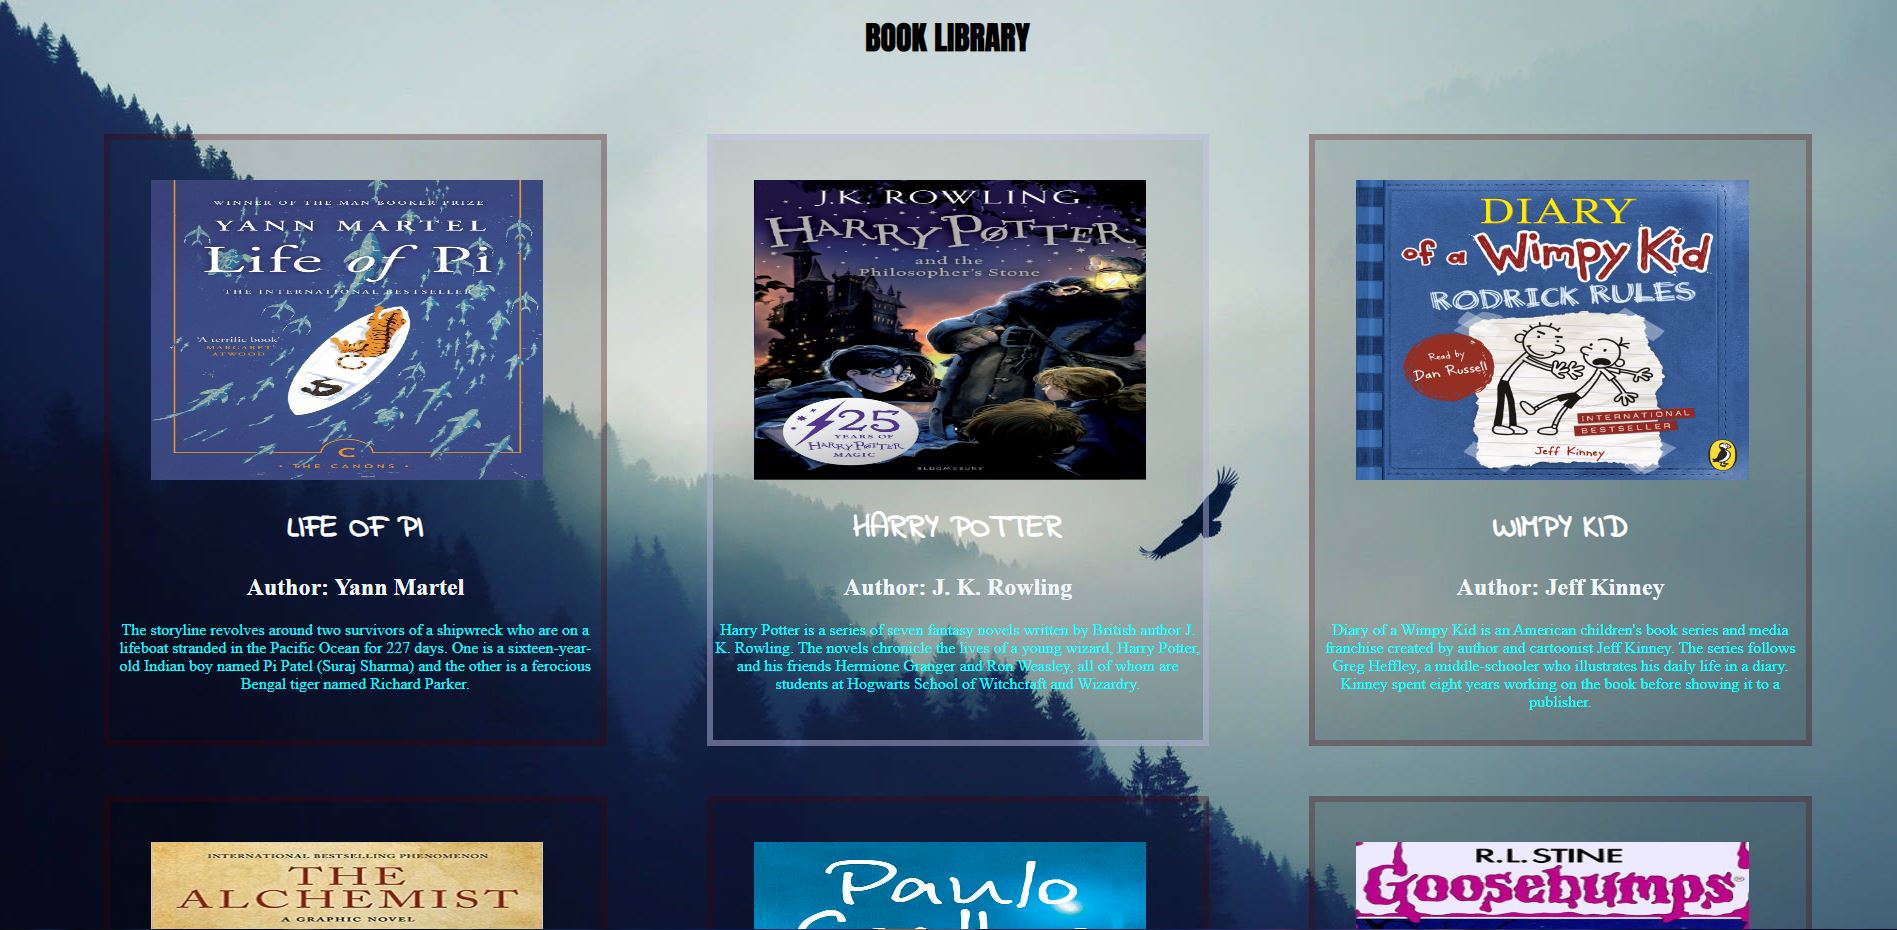 BOOK LIBRARY
WINNER OF THE MAN BOOKER PRIZE
YANN MARTEL
Life of Pi
THE INTERNATIONAL BESTSELLER
'A terrific book'
MARGARET
ATWOOD
C
• THE CANONS •
LIFE OF PI
Author: Yann Martel
The storyline revolves around two survivors of a shipwreck who are on a
lifeboat stranded in the Pacific Ocean for 227 days. One is a sixteen-year-
old Indian boy named Pi Patel (Suraj Sharma) and the other is a ferocious
Bengal tiger named Richard Parker.
J.K. ROWLING
HARRY POTTER
and the
Philosopher's Stone
25
YEARS OF
HARRY POTTER
MAGIC
BLOOMSBURY
HARRY POTTER
Author: J. K. Rowling
Harry Potter is a series of seven fantasy novels written by British author J.
K. Rowling. The novels chronicle the lives of a young wizard, Harry Potter,
and his friends Hermione Granger and Ron Weasley, all of whom are
students at Hogwarts School of Witchcraft and Wizardry.
DIARY
of a Wimpy Kid
RODRICK RULES
Read by
Dan Russell
INTERNATIONAL
BESTSELLER
Jeff Kinney
WIMPY KID
Author: Jeff Kinney
Diary of a Wimpy Kid is an American children's book series and media
franchise created by author and cartoonist Jeff Kinney. The series follows
Greg Heffley, a middle-schooler who illustrates his daily life in a diary.
Kinney spent eight years working on the book before showing it to a
publisher.
INTERNATIONAL BESTSELLING PHENOMENON
THE
ALCHEMIST
A GRAPHIC NOVEL
Paulo
R.L. STINE
Goosebumps